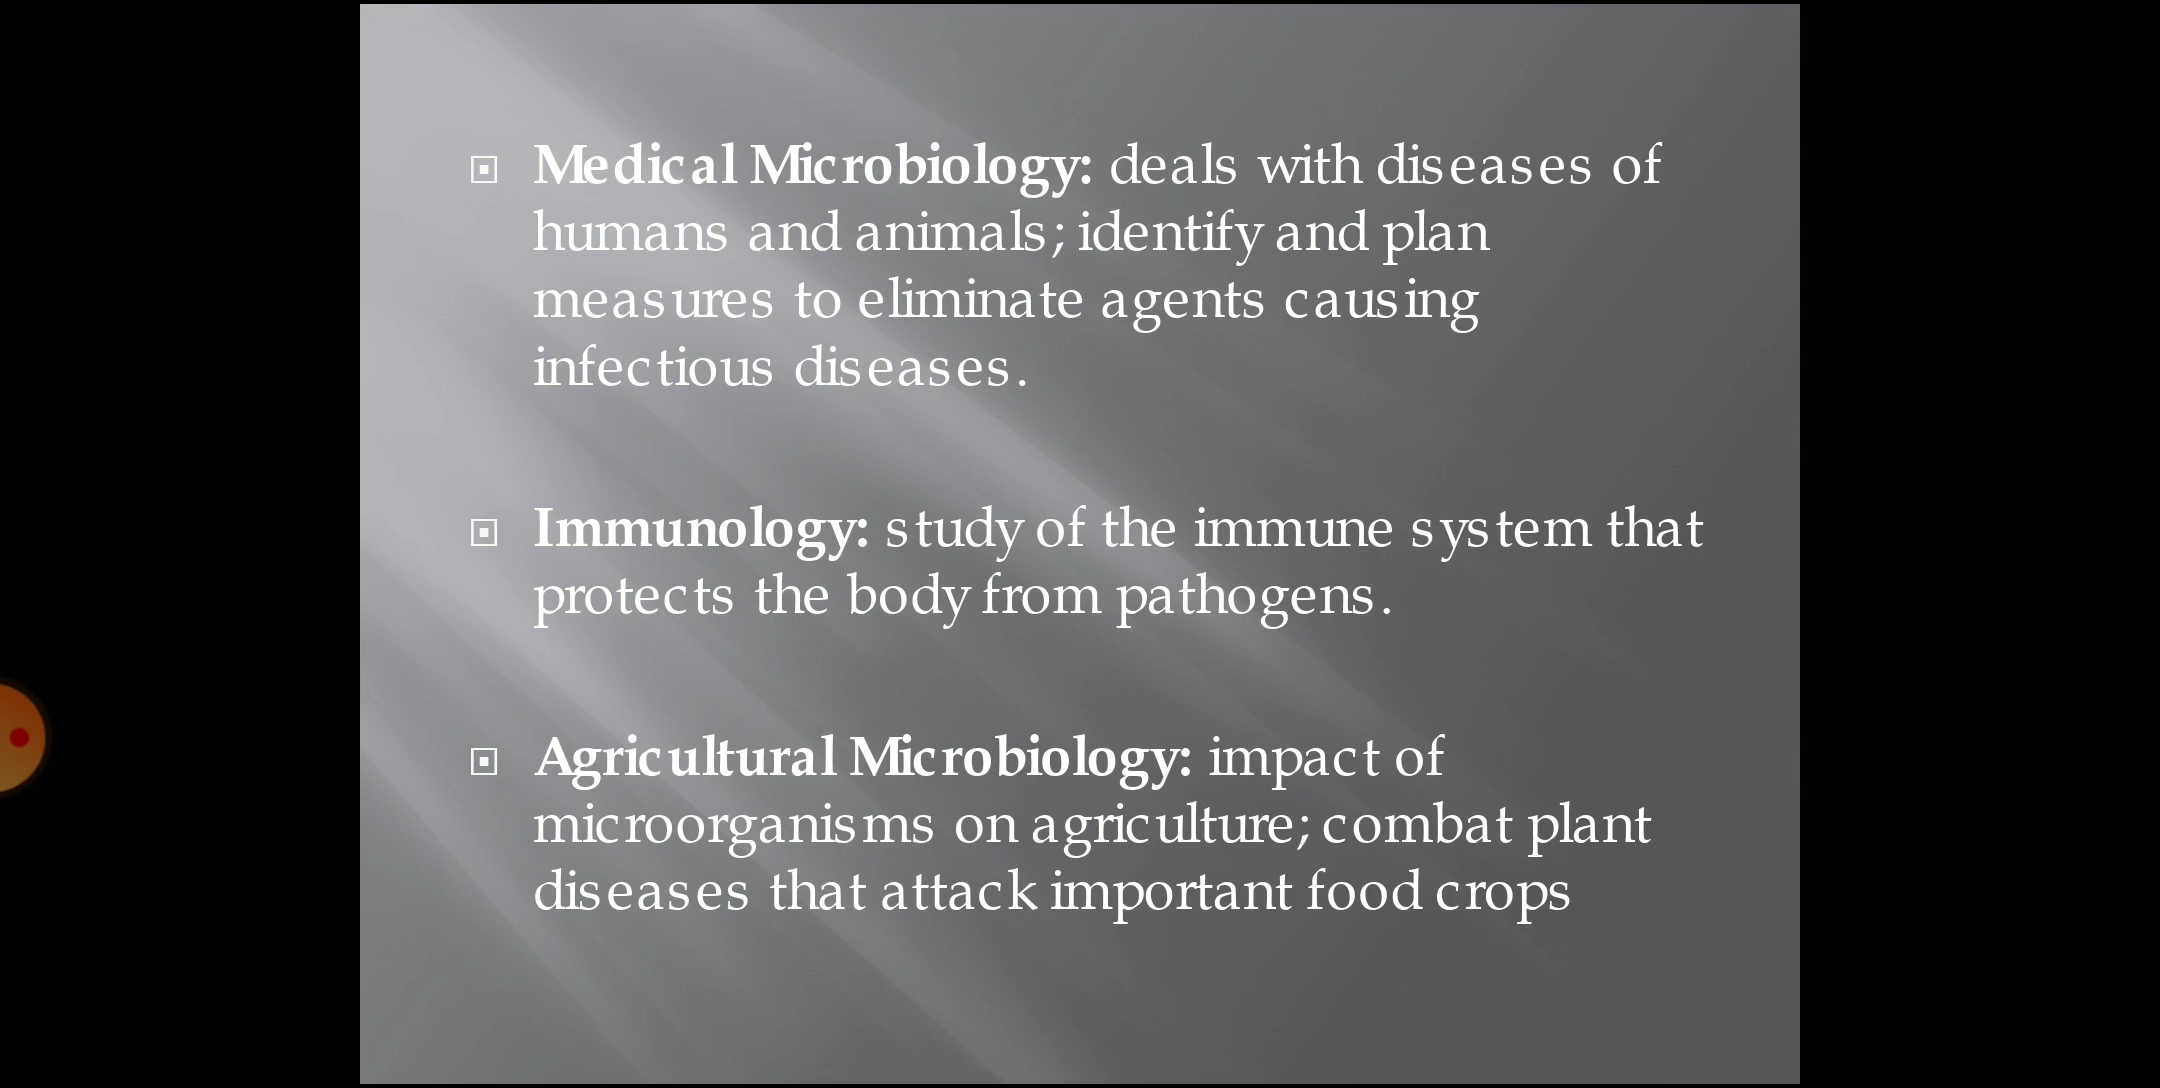 Medical Microbiology: deals with diseases of
humans and animals; identify and plan
measures to eliminate agents causing
infectious diseases.
Immunology: study of the immune system that
protects the body from pathogens.
Agricultural Microbiology: impact of
microorganisms on agriculture; combat plant
diseases that attack important food crops